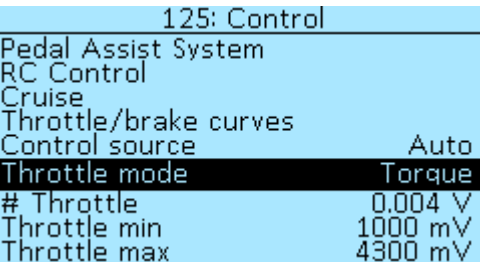 125: Control
Pedal Assist System
RC Control
Cruise
Throttle/brake curves
Control source Auto
Throttle mode Torque
# Throttle 0.004 V
Throttle min 1000 mV
Throttle max 4300 mV